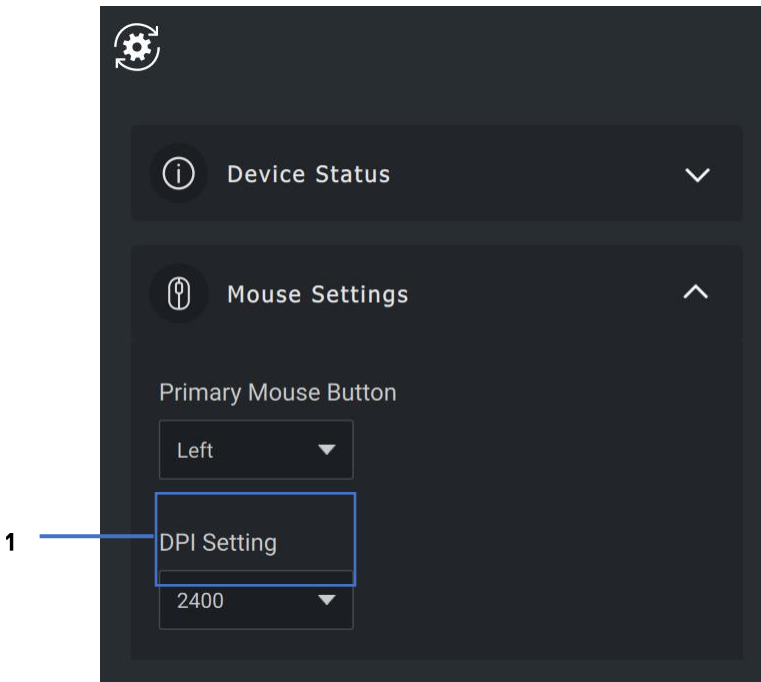 Device Status
Mouse Settings
Primary Mouse Button
Left
1
DPI Setting
2400